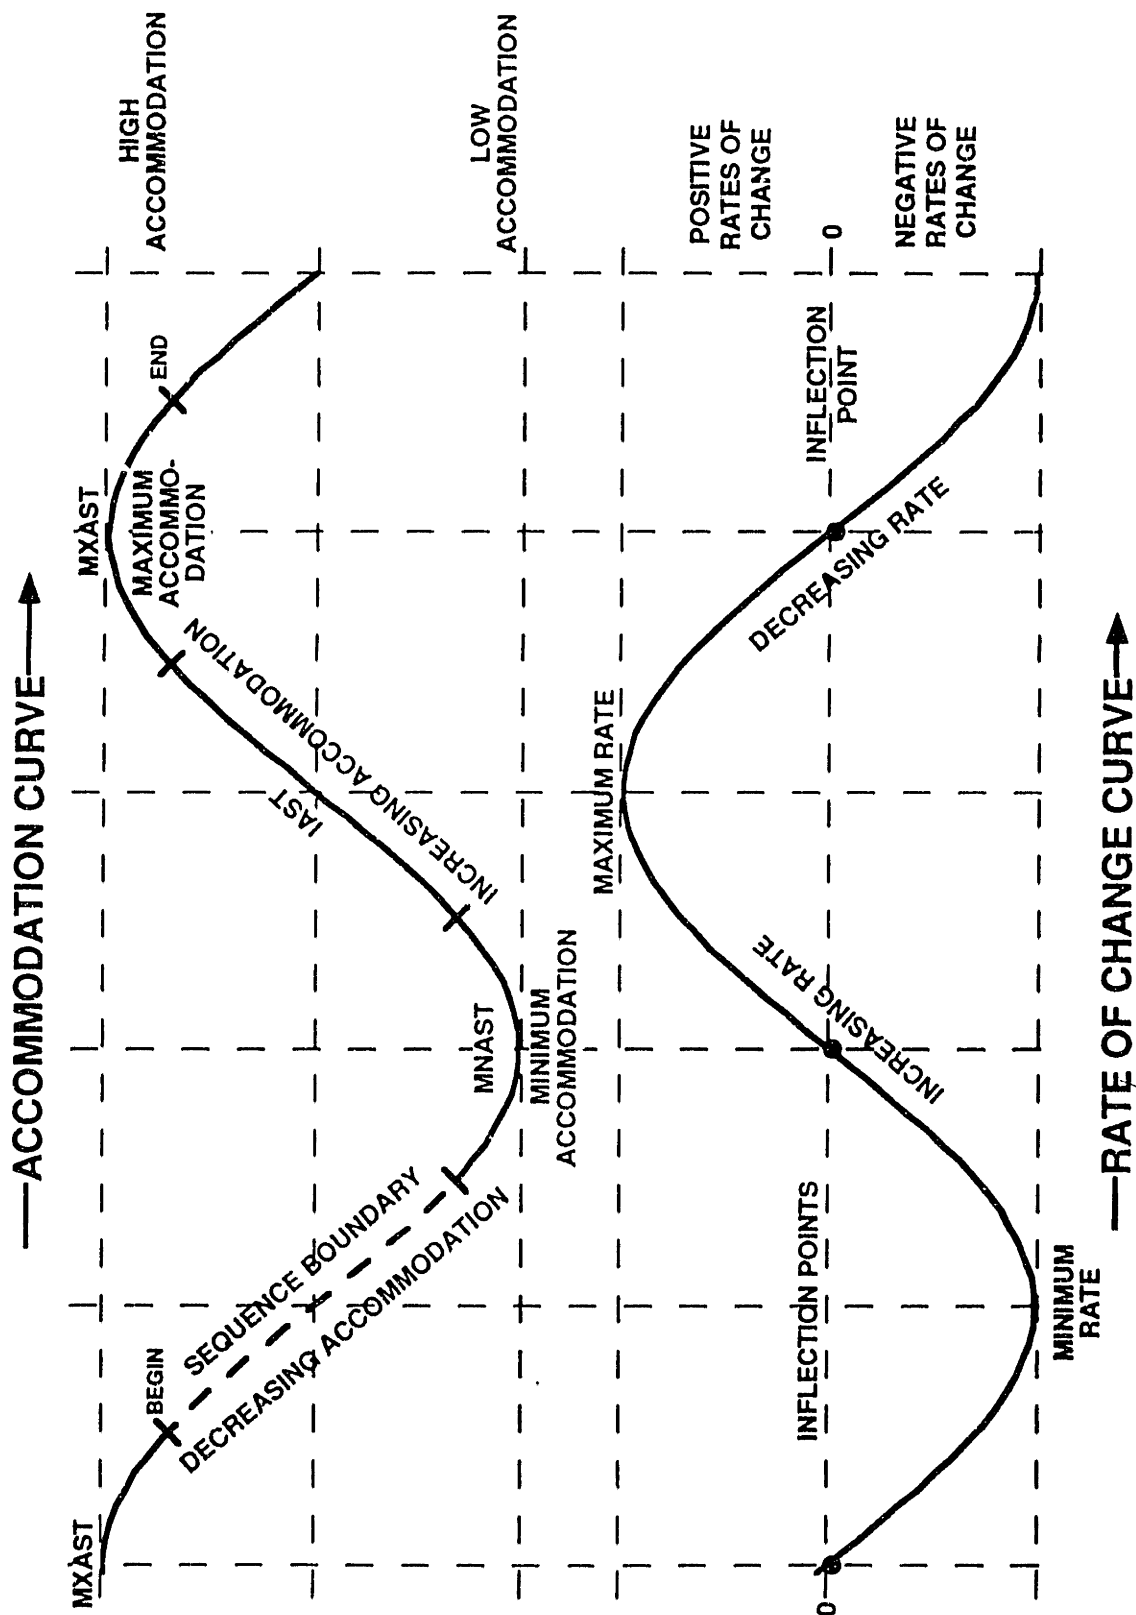 ACCOMMODATION CURVE
MXAST
BEGIN
SEQUENCE BOUNDARY
DECREASING ACCOMMODATION
MNAST
MINIMUM
ACCOMMODATION
IAST
INCREASING ACCOMMODATION
MXAST
MAXIMUM
ACCOMMO-
DATION
END
HIGH
ACCOMMODATION
LOW
ACCOMMODATION
0
INFLECTION POINTS
MINIMUM
RATE
INCREASING RATE
MAXIMUM RATE
DECREASING RATE
INFLECTION
POINT
POSITIVE
RATES OF
CHANGE
0
NEGATIVE
RATES OF
CHANGE
RATE OF CHANGE CURVE